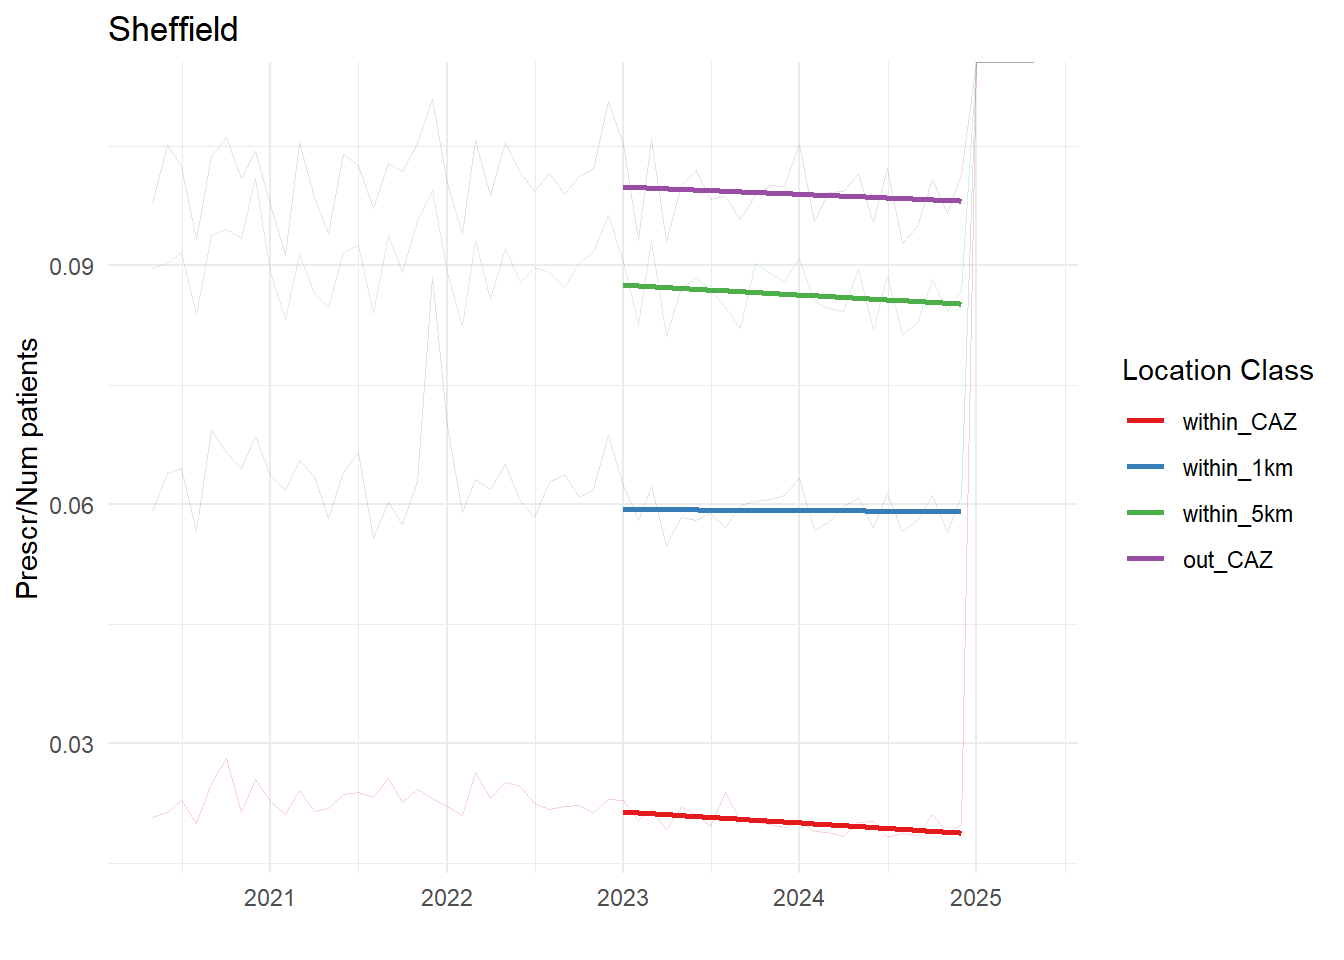 Sheffield
Prescr/Num patients
0.09
0.06
0.03
2021
2022
2023
2024
2025
Location Class
within_CAZ
within_1km
within_5km
out_CAZ